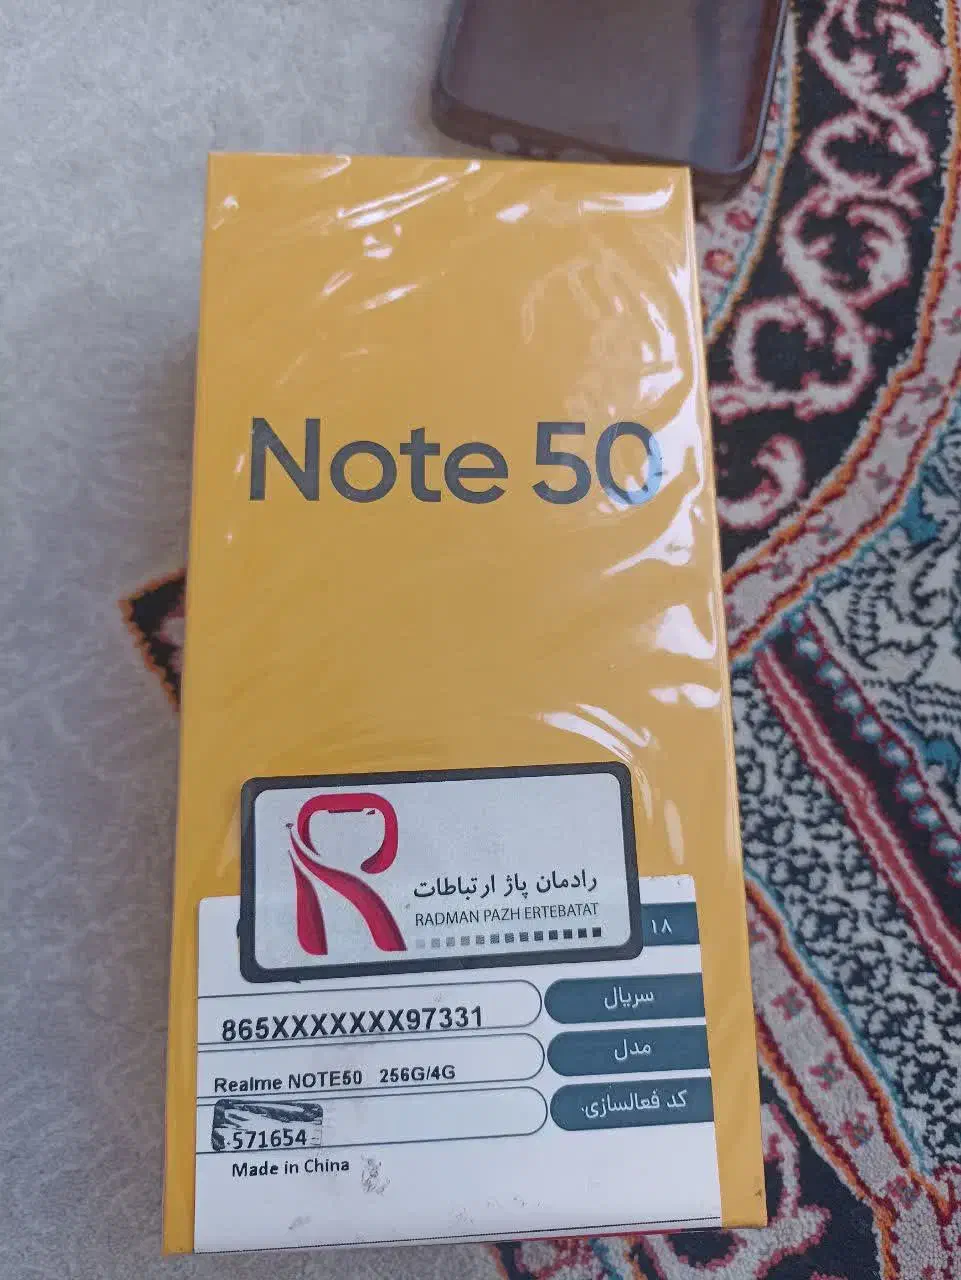 Note 50
رادمان پاژ ارتباطات
RADMAN PAZH ERTEBATAT
۱۸
سریال
865XXXXXXX97331
مدل
Realme NOTE50 256G/4G
کد فعالسازی:
571654
Made in China